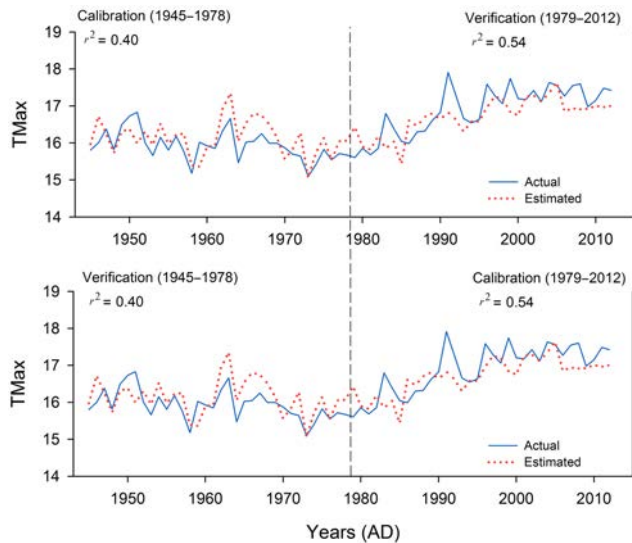 Calibration (1945–1978) Verification (1979–2012)
r² = 0.40 r² = 0.54
19
18
17
16
15
14
TMax
Actual
Estimated
1950 1960 1970 1980 1990 2000 2010
Verification (1945–1978) Calibration (1979–2012)
r² = 0.40 r² = 0.54
19
18
17
16
15
14
TMax
Actual
Estimated
1950 1960 1970 1980 1990 2000 2010
Years (AD)